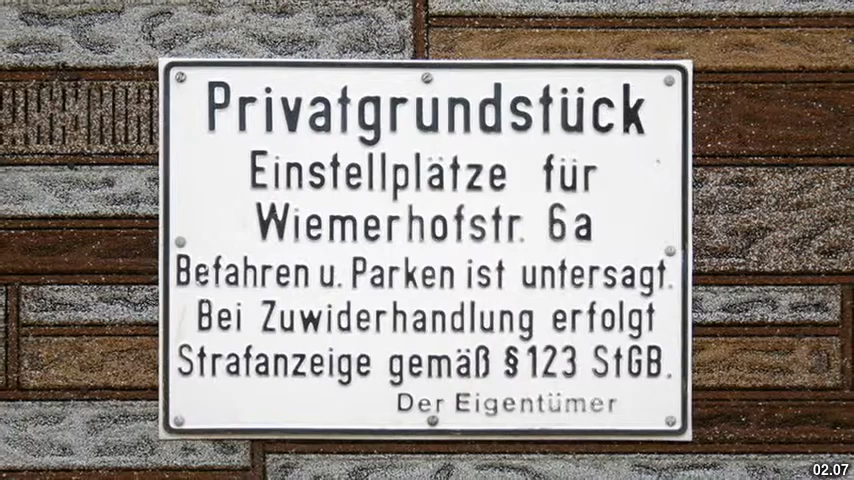 Privatgrundstück
Einstellplätze für
Wiemerhofstr. 6a
Befahren u. Parken ist untersagt.
Bei Zuwiderhandlung erfolgt
Strafanzeige gemäß § 123 StGB.
Der Eigentümer
02.07